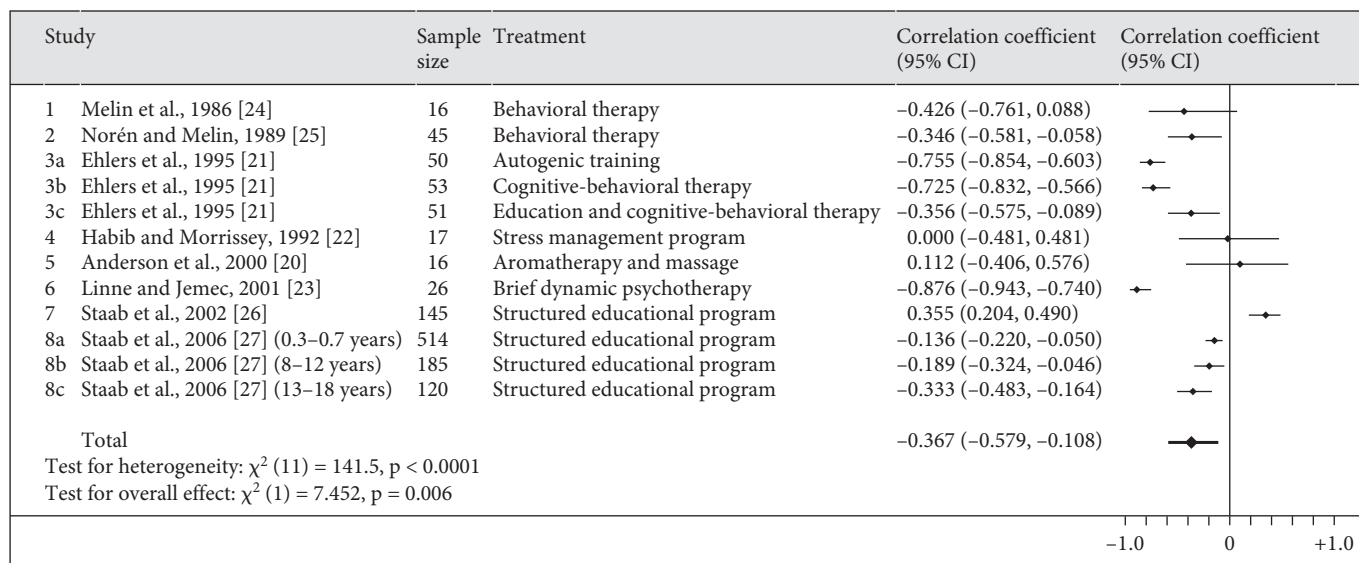 Study Sample size Treatment Correlation coefficient (95% CI) Correlation coefficient (95% CI)
1 Melin et al., 1986 [24] 16 Behavioral therapy –0.426 (–0.761, 0.088)
2 Norén and Melin, 1989 [25] 45 Behavioral therapy –0.346 (–0.581, –0.058)
3a Ehlers et al., 1995 [21] 50 Autogenic training –0.755 (–0.854, –0.603)
3b Ehlers et al., 1995 [21] 53 Cognitive-behavioral therapy –0.725 (–0.832, –0.566)
3c Ehlers et al., 1995 [21] 51 Education and cognitive-behavioral therapy –0.356 (–0.575, –0.089)
4 Habib and Morrissey, 1992 [22] 17 Stress management program 0.000 (–0.481, 0.481)
5 Anderson et al., 2000 [20] 16 Aromatherapy and massage 0.112 (–0.406, 0.576)
6 Linne and Jemec, 2001 [23] 26 Brief dynamic psychotherapy –0.876 (–0.943, –0.740)
7 Staab et al., 2002 [26] 145 Structured educational program 0.355 (0.204, 0.490)
8a Staab et al., 2006 [27] (0.3–0.7 years) 514 Structured educational program –0.136 (–0.220, –0.050)
8b Staab et al., 2006 [27] (8–12 years) 185 Structured educational program –0.189 (–0.324, –0.046)
8c Staab et al., 2006 [27] (13–18 years) 120 Structured educational program –0.333 (–0.483, –0.164)
Total –0.367 (–0.579, –0.108)
Test for heterogeneity: χ² (11) = 141.5, p < 0.0001
Test for overall effect: χ² (1) = 7.452, p = 0.006
–1.0 0 +1.0